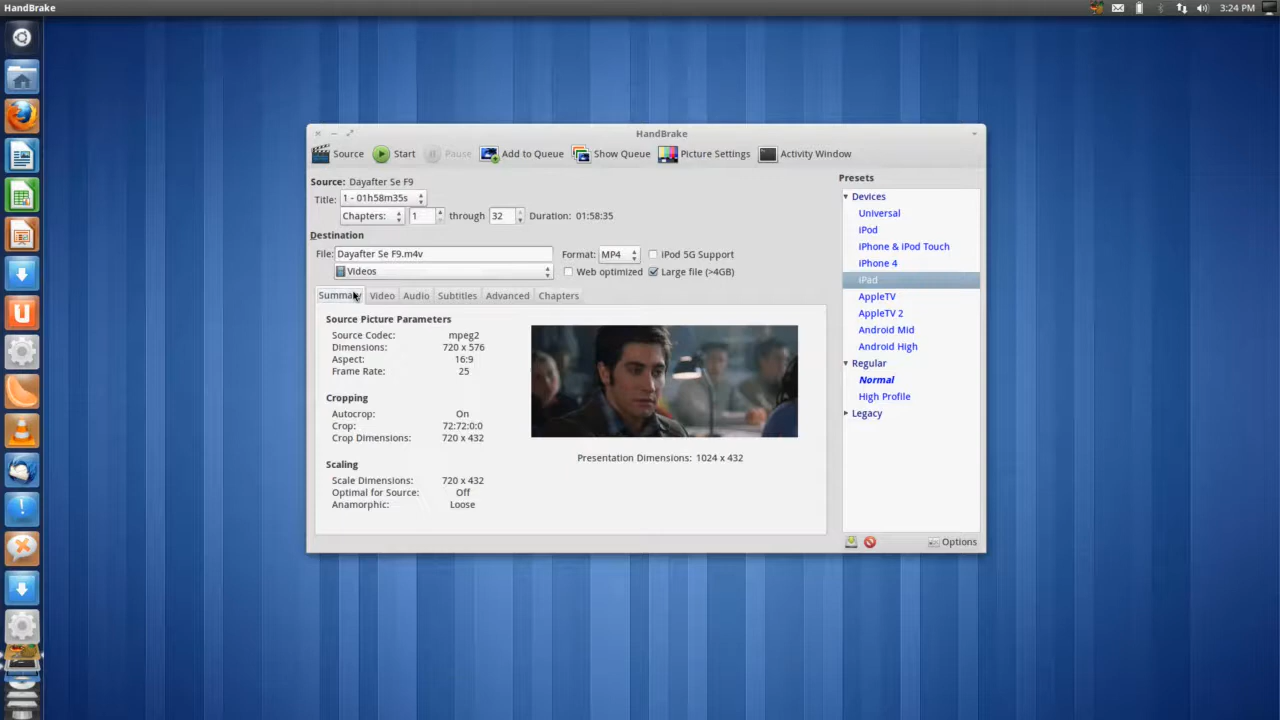 HandBrake
3:24 PM
HandBrake
Source Start Pause Add to Queue Show Queue Picture Settings Activity Window
Source: Dayafter Se F9
Title: 1 - 01h58m35s
Chapters: 1 through 32 Duration: 01:58:35
Destination
File: Dayafter Se F9.m4v Format: MP4 iPod 5G Support
Videos Web optimized Large file (>4GB)
Summary Video Audio Subtitles Advanced Chapters
Source Picture Parameters
Source Codec: mpeg2
Dimensions: 720 x 576
Aspect: 16:9
Frame Rate: 25
Cropping
Autocrop: On
Crop: 72:72:0:0
Crop Dimensions: 720 x 432
Scaling
Scale Dimensions: 720 x 432
Optimal for Source: Off
Anamorphic: Loose
Presentation Dimensions: 1024 x 432
Presets
Devices
Universal
iPod
iPhone & iPod Touch
iPhone 4
iPad
AppleTV
AppleTV 2
Android Mid
Android High
Regular
Normal
High Profile
Legacy
Options